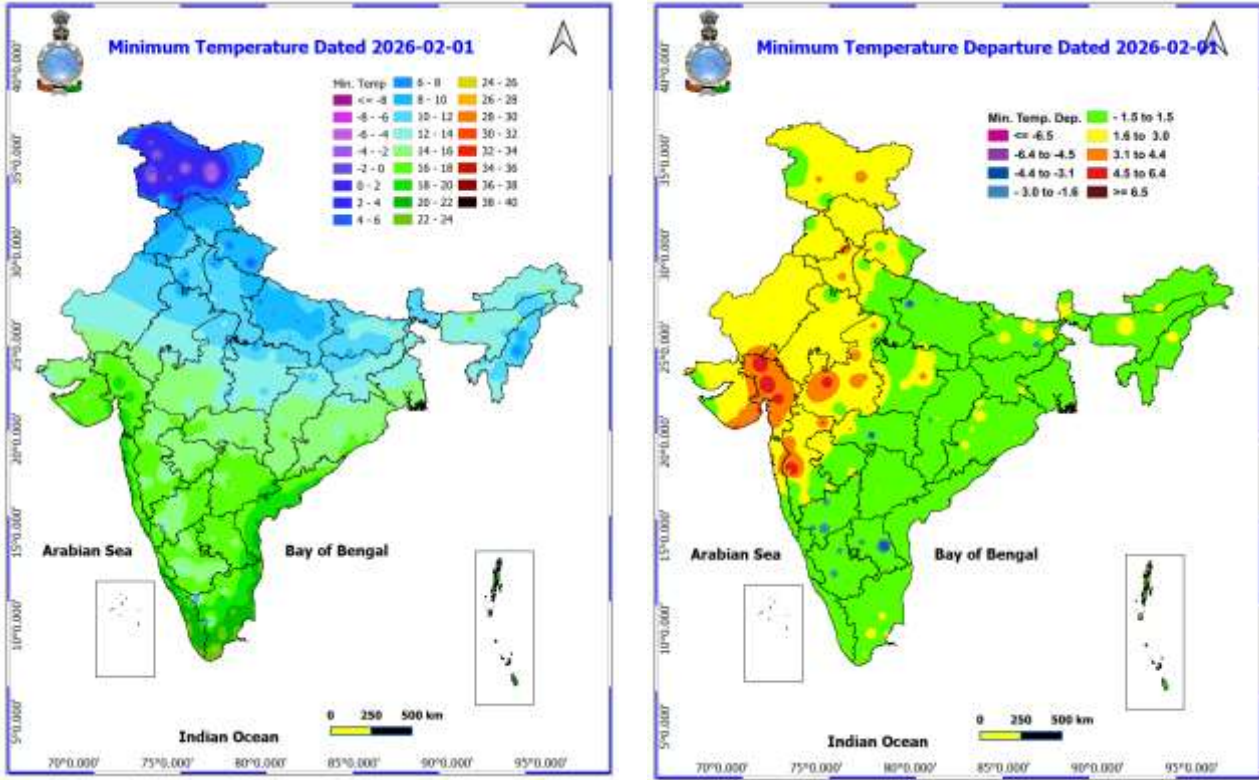 Minimum Temperature Dated 2026-02-01
Min. Temp
<= -8
-8 - -6
-6 - -4
-4 - -2
-2 - 0
0 - 2
2 - 4
4 - 6
6 - 8
8 - 10
10 - 12
12 - 14
14 - 16
16 - 18
18 - 20
20 - 22
22 - 24
24 - 26
26 - 28
28 - 30
30 - 32
32 - 34
34 - 36
36 - 38
38 - 40
40°0.000'
35°0.000'
30°0.000'
25°0.000'
20°0.000'
15°0.000'
10°0.000'
5°0.000'
Arabian Sea
Bay of Bengal
0 250 500 km
Indian Ocean
70°0.000' 75°0.000' 80°0.000' 85°0.000' 90°0.000' 95°0.000'
Minimum Temperature Departure Dated 2026-02-01
Min. Temp. Dep.
<= -6.5
-6.4 to -4.5
-4.4 to -3.1
- 3.0 to -1.6
- 1.5 to 1.5
1.6 to 3.0
3.1 to 4.4
4.5 to 6.4
>= 6.5
40°0.000'
35°0.000'
30°0.000'
25°0.000'
20°0.000'
15°0.000'
10°0.000'
5°0.000'
Arabian Sea
Bay of Bengal
0 250 500 km
Indian Ocean
70°0.000' 75°0.000' 80°0.000' 85°0.000' 90°0.000' 95°0.000'